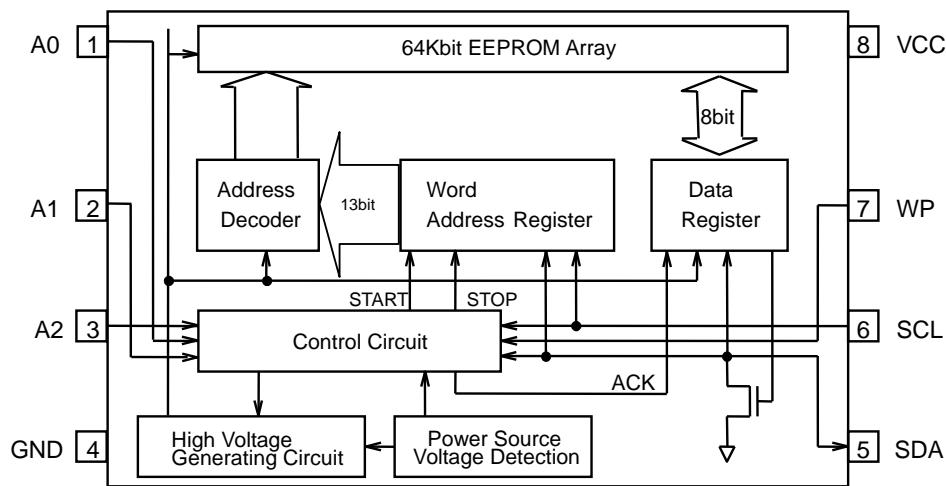 A0 1
64Kbit EEPROM Array
8 VCC
8bit
A1 2
Address
Decoder
13bit
Word
Address Register
Data
Register
7 WP
START
STOP
A2 3
Control Circuit
6 SCL
ACK
GND 4
High Voltage
Generating Circuit
Power Source
Voltage Detection
5 SDA